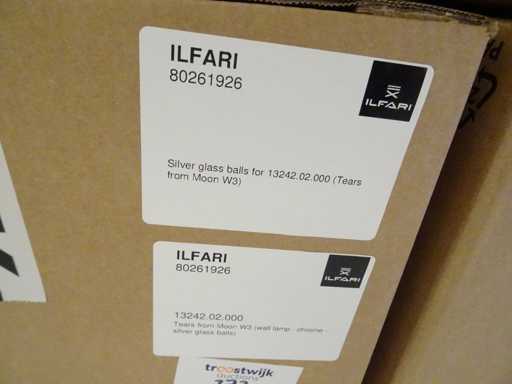 ILFARI
80261926
ILFARI
Silver glass balls for 13242.02.000 (Tears
from Moon W3)
ILFARI
80261926
ILFARI
13242.02.000
Tears from Moon W3 (wall lamp - chrome -
silver glass balls)
troostwijk
auctions